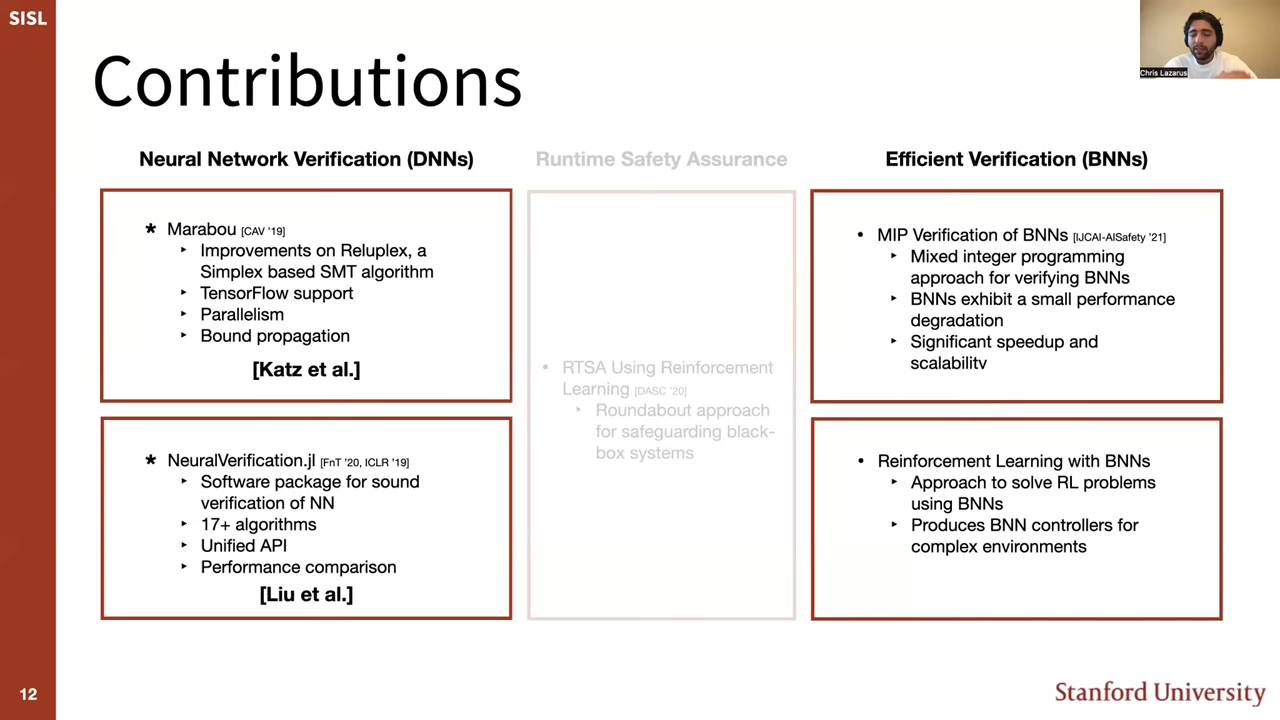 SISL
Contributions
Chris Lazarus
Neural Network Verification (DNNs)
* Marabou [CAV '19]
‣ Improvements on Reluplex, a
Simplex based SMT algorithm
‣ TensorFlow support
‣ Parallelism
‣ Bound propagation
[Katz et al.]
* NeuralVerification.jl [FnT '20, ICLR '19]
‣ Software package for sound
verification of NN
‣ 17+ algorithms
‣ Unified API
‣ Performance comparison
[Liu et al.]
Runtime Safety Assurance
• RTSA Using Reinforcement
Learning [DASC '20]
‣ Roundabout approach
for safeguarding black-
box systems
Efficient Verification (BNNs)
• MIP Verification of BNNs [IJCAI-AISafety '21]
‣ Mixed integer programming
approach for verifying BNNs
‣ BNNs exhibit a small performance
degradation
‣ Significant speedup and
scalability
• Reinforcement Learning with BNNs
‣ Approach to solve RL problems
using BNNs
‣ Produces BNN controllers for
complex environments
12
Stanford University